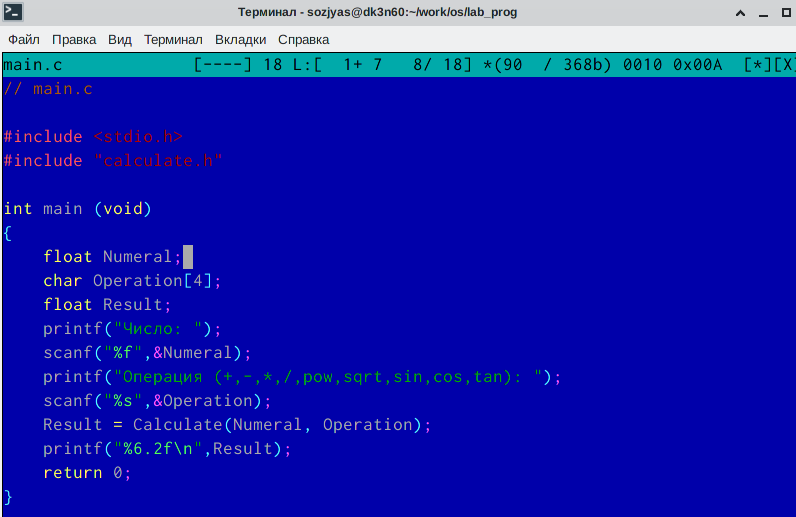 Терминал - sozjyas@dk3n60:~/work/os/lab_prog
Файл Правка Вид Терминал Вкладки Справка
main.c [----] 18 L:[ 1+ 7 8/ 18] *(90 / 368b) 0010 0x00A [*][X]
// main.c
#include <stdio.h>
#include "calculate.h"
int main (void)
{
float Numeral;
char Operation[4];
float Result;
printf("Число: ");
scanf("%f",&Numeral);
printf("Операция (+,-,*,/,pow,sqrt,sin,cos,tan): ");
scanf("%s",&Operation);
Result = Calculate(Numeral, Operation);
printf("%6.2f\n",Result);
return 0;
}